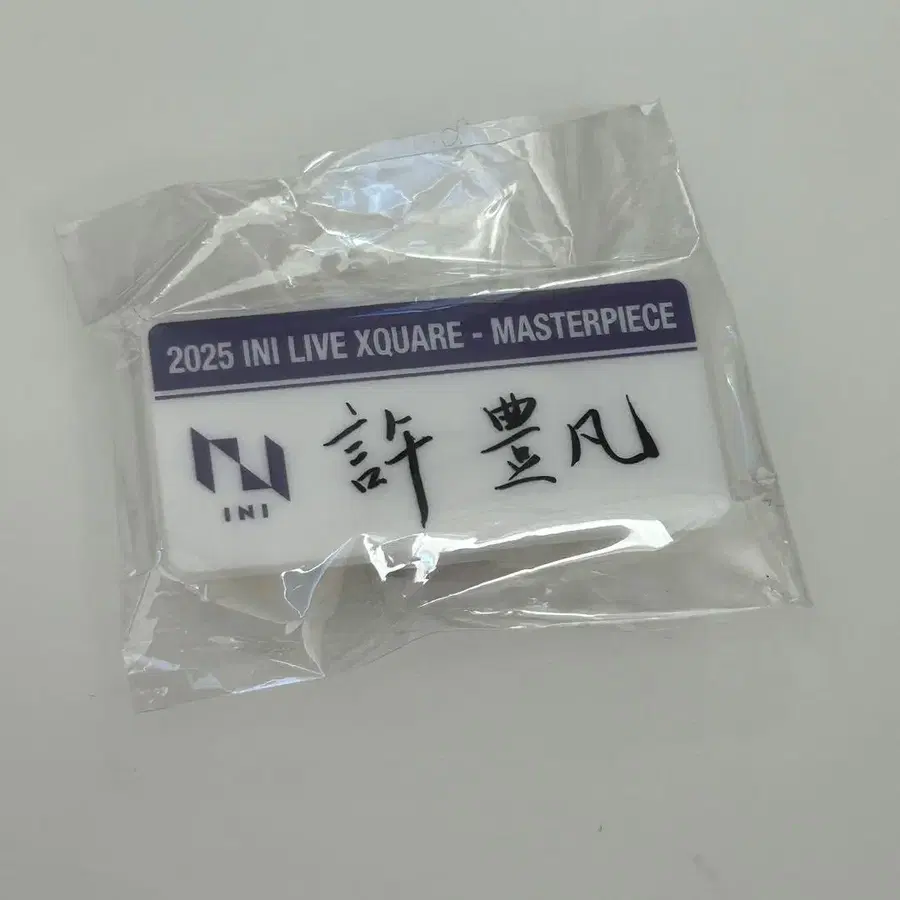 2025 INI LIVE XQUARE - MASTERPIECE
許 豊凡
INI